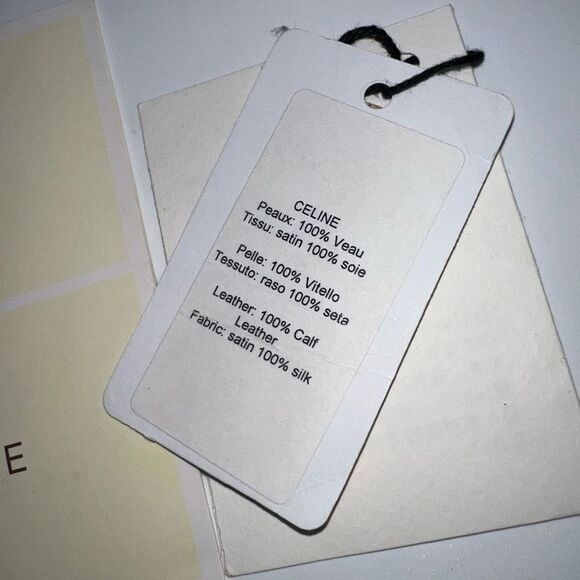 CELINE
Peaux: 100% Veau
Tissu: satin 100% soie
Pelle: 100% Vitello
Tessuto: raso 100% seta
Leather: 100% Calf
Leather
Fabric: satin 100% silk
E